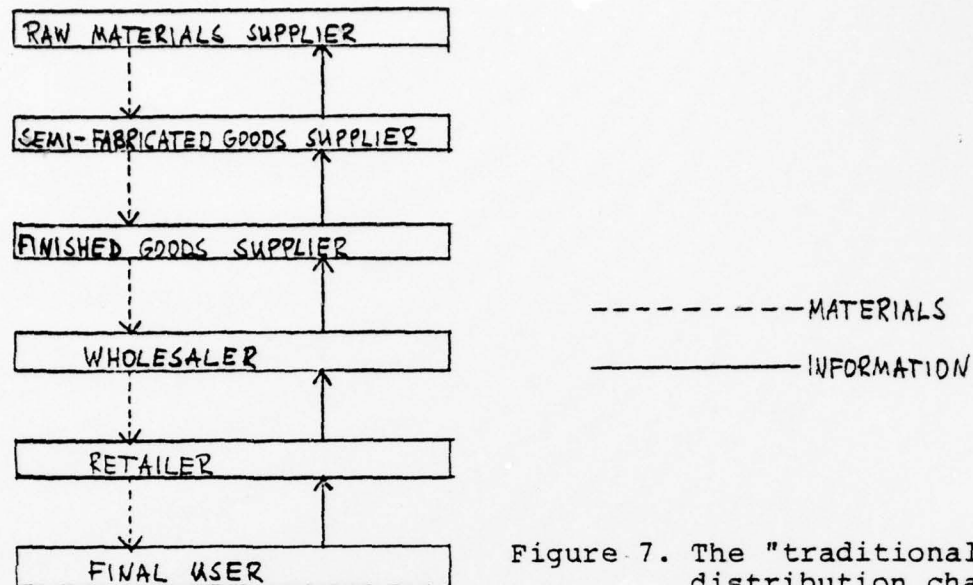 RAW MATERIALS SUPPLIER
SEMI-FABRICATED GOODS SUPPLIER
FINISHED GOODS SUPPLIER
WHOLESALER
RETAILER
FINAL USER
MATERIALS
INFORMATION
Figure 7. The "traditional
distribution cha